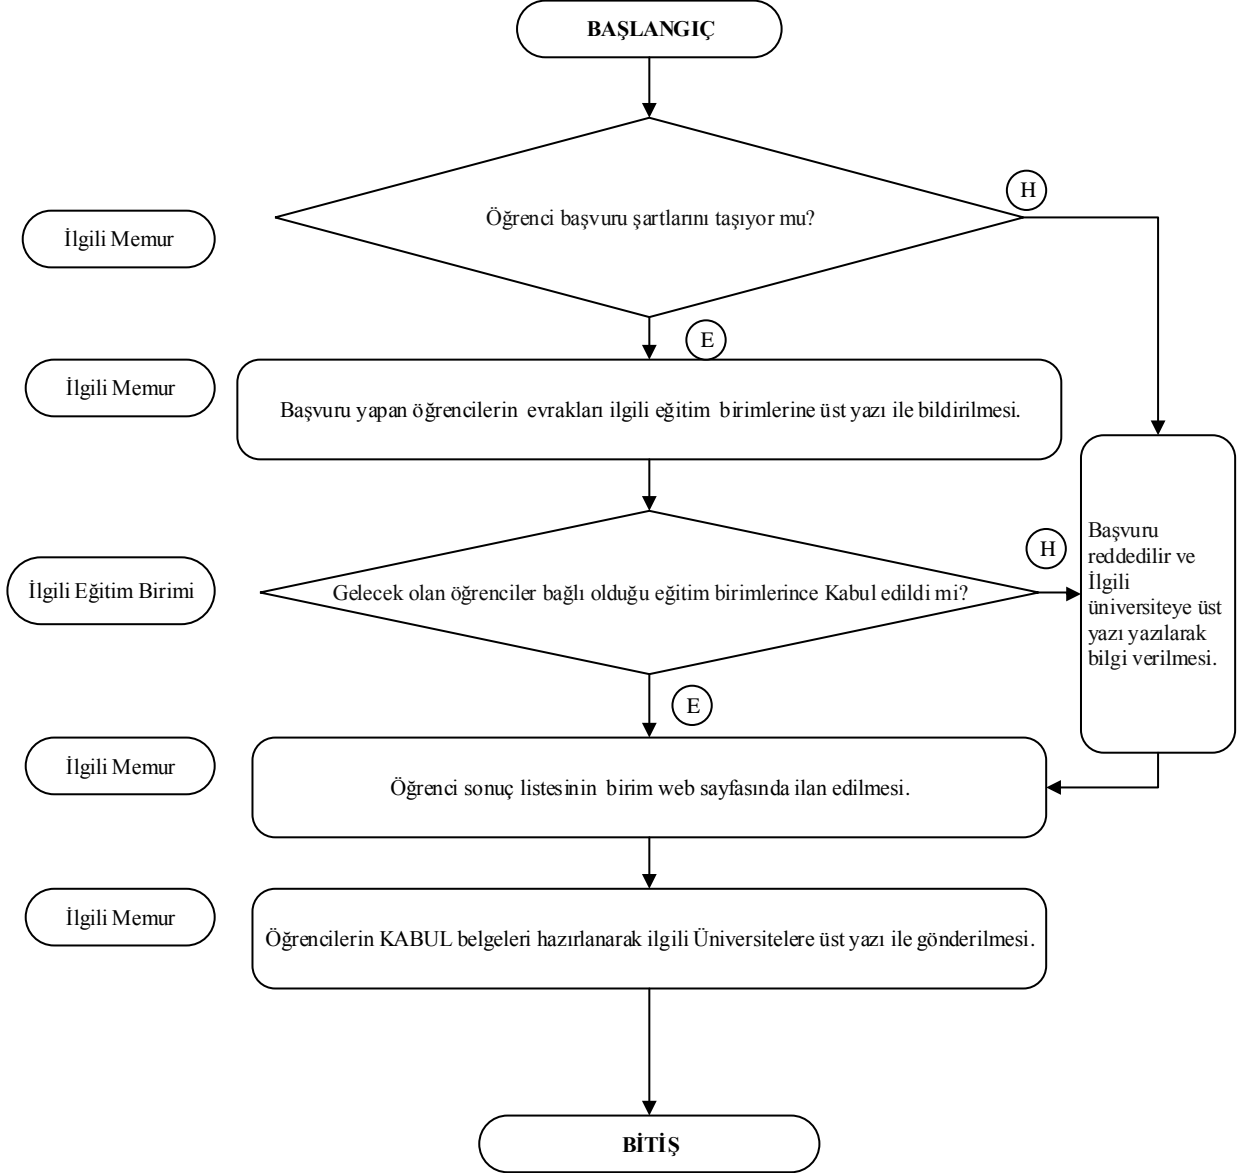 BAŞLANGIÇ
H
Öğrenci başvuru şartlarını taşıyor mu?
İlgili Memur
E
İlgili Memur
Başvuru yapan öğrencilerin evrakları ilgili eğitim birimlerine üst yazı ile bildirilmesi.
H
İlgili Eğitim Birimi
Gelecek olan öğrenciler bağlı olduğu eğitim birimlerince Kabul edildi mi?
Başvuru
reddedilir ve
İlgili
üniversiteye üst
yazı yazılarak
bilgi verilmesi.
E
İlgili Memur
Öğrenci sonuç listesinin birim web sayfasında ilan edilmesi.
İlgili Memur
Öğrencilerin KABUL belgeleri hazırlanarak ilgili Üniversitelere üst yazı ile gönderilmesi.
BİTİŞ